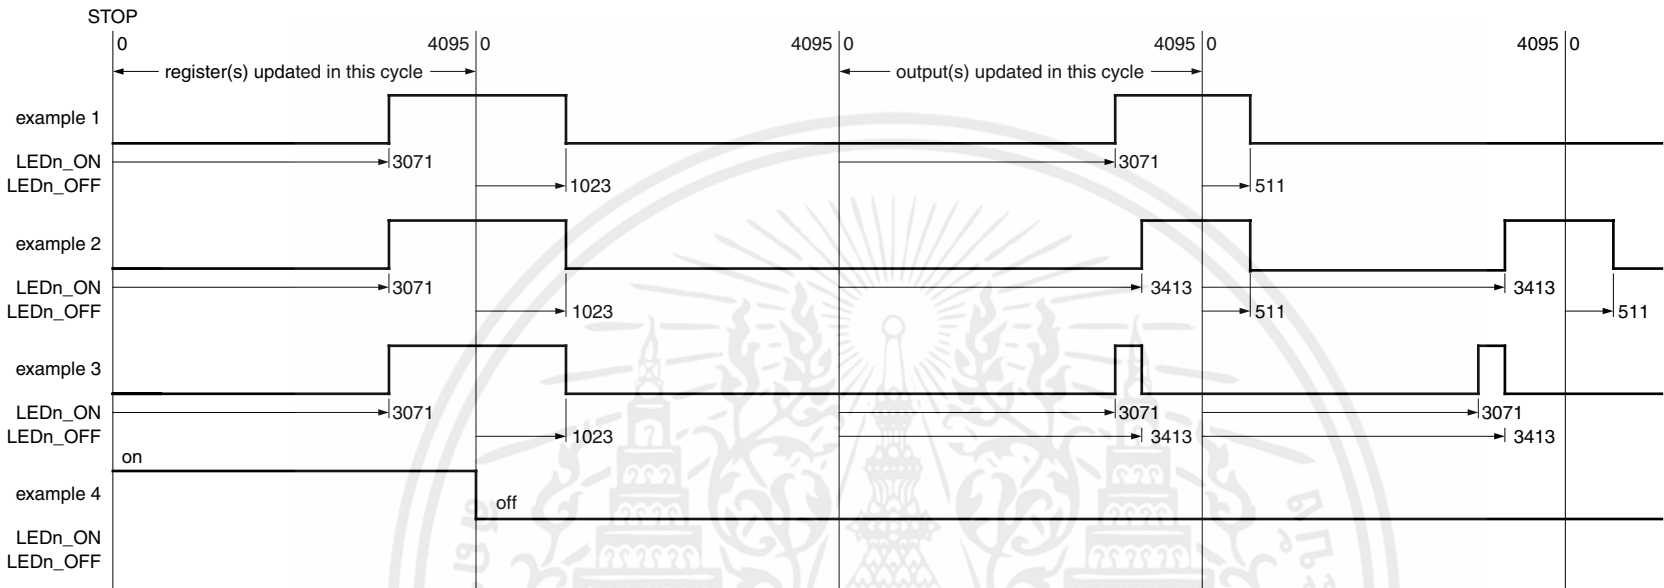 STOP
0 4095 0 4095 0 4095 0 4095 0
register(s) updated in this cycle output(s) updated in this cycle
example 1
LEDn_ON 3071 3071
LEDn_OFF 1023 511
example 2
LEDn_ON 3071 3413 3413
LEDn_OFF 1023 511 511
example 3
LEDn_ON 3071 3071 3071
LEDn_OFF 1023 3413 3413
on
example 4 off
LEDn_ON
LEDn_OFF